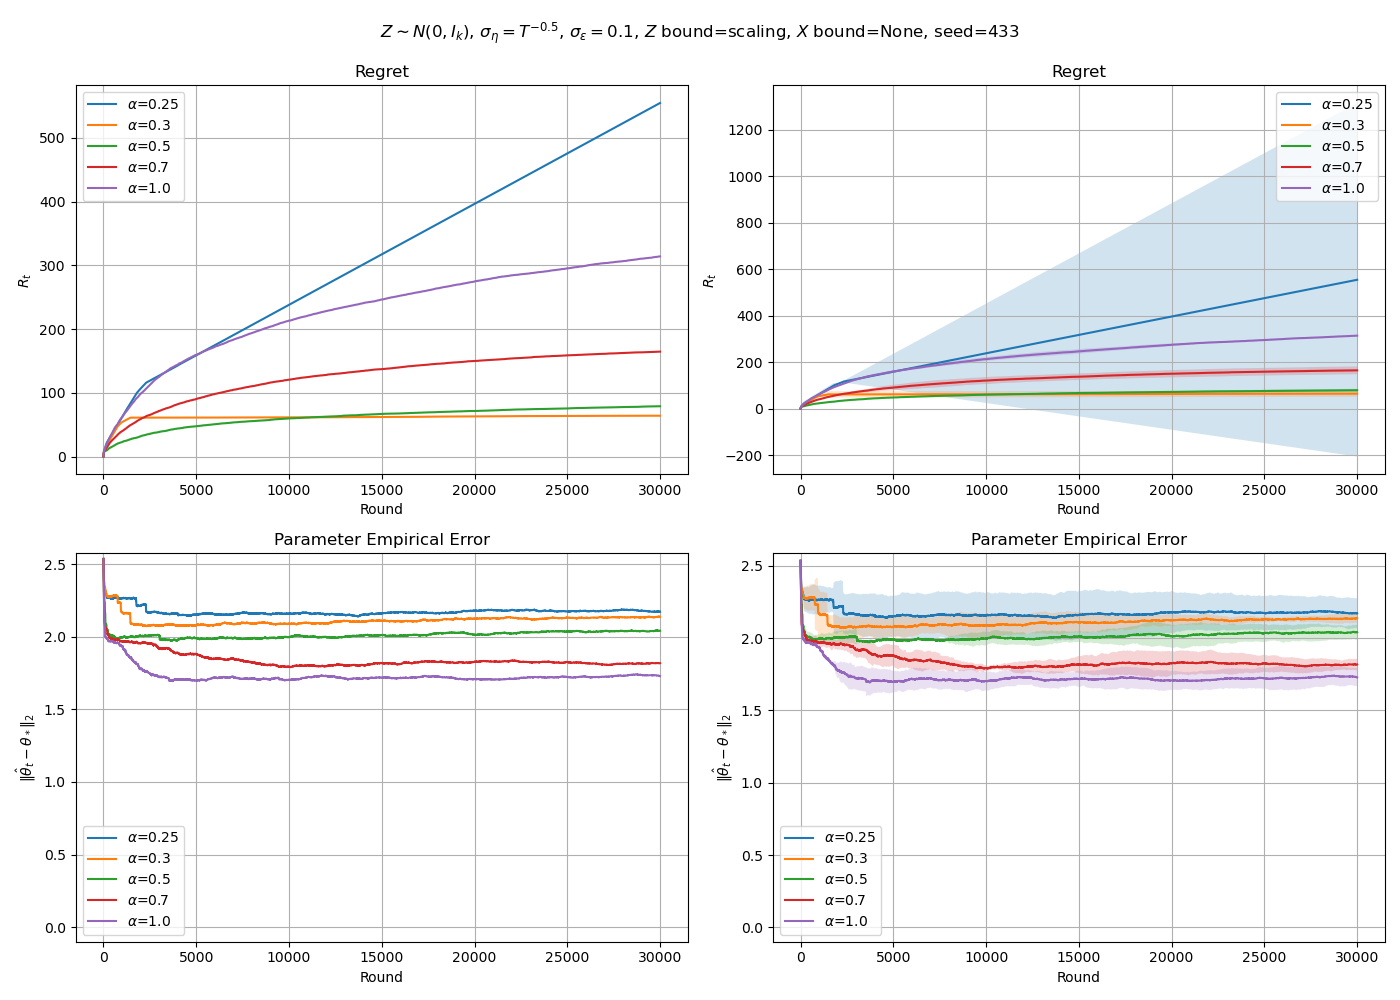 Z ∼ N(0, I_k), σ_η = T^{−0.5}, σ_ε = 0.1, Z bound=scaling, X bound=None, seed=433
Regret
α=0.25
α=0.3
α=0.5
α=0.7
α=1.0
500
400
300
200
100
0
R_t
0 5000 10000 15000 20000 25000 30000
Round
Regret
α=0.25
α=0.3
α=0.5
α=0.7
α=1.0
1200
1000
800
600
400
200
0
−200
R_t
0 5000 10000 15000 20000 25000 30000
Round
Parameter Empirical Error
2.5
2.0
1.5
1.0
0.5
0.0
‖θ̂_t − θ_*‖_2
α=0.25
α=0.3
α=0.5
α=0.7
α=1.0
0 5000 10000 15000 20000 25000 30000
Round
Parameter Empirical Error
2.5
2.0
1.5
1.0
0.5
0.0
‖θ̂_t − θ_*‖_2
α=0.25
α=0.3
α=0.5
α=0.7
α=1.0
0 5000 10000 15000 20000 25000 30000
Round